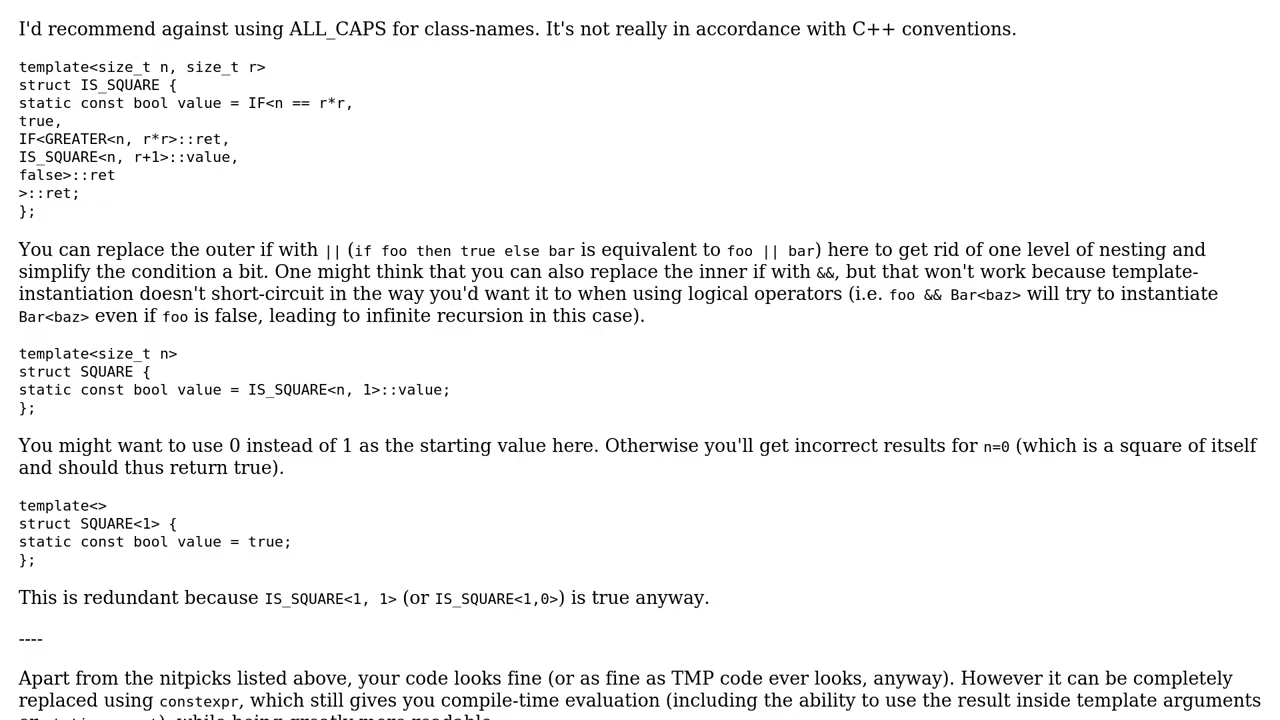 I'd recommend against using ALL_CAPS for class-names. It's not really in accordance with C++ conventions.
template<size_t n, size_t r>
struct IS_SQUARE {
static const bool value = IF<n == r*r,
true,
IF<GREATER<n, r*r>::ret,
IS_SQUARE<n, r+1>::value,
false>::ret
>::ret;
};
You can replace the outer if with || (if foo then true else bar is equivalent to foo || bar) here to get rid of one level of nesting and
simplify the condition a bit. One might think that you can also replace the inner if with &&, but that won't work because template-
instantiation doesn't short-circuit in the way you'd want it to when using logical operators (i.e. foo && Bar<baz> will try to instantiate
Bar<baz> even if foo is false, leading to infinite recursion in this case).
template<size_t n>
struct SQUARE {
static const bool value = IS_SQUARE<n, 1>::value;
};
You might want to use 0 instead of 1 as the starting value here. Otherwise you'll get incorrect results for n=0 (which is a square of itself
and should thus return true).
template<>
struct SQUARE<1> {
static const bool value = true;
};
This is redundant because IS_SQUARE<1, 1> (or IS_SQUARE<1,0>) is true anyway.
----
Apart from the nitpicks listed above, your code looks fine (or as fine as TMP code ever looks, anyway). However it can be completely
replaced using constexpr, which still gives you compile-time evaluation (including the ability to use the result inside template arguments
while being greatly more readable